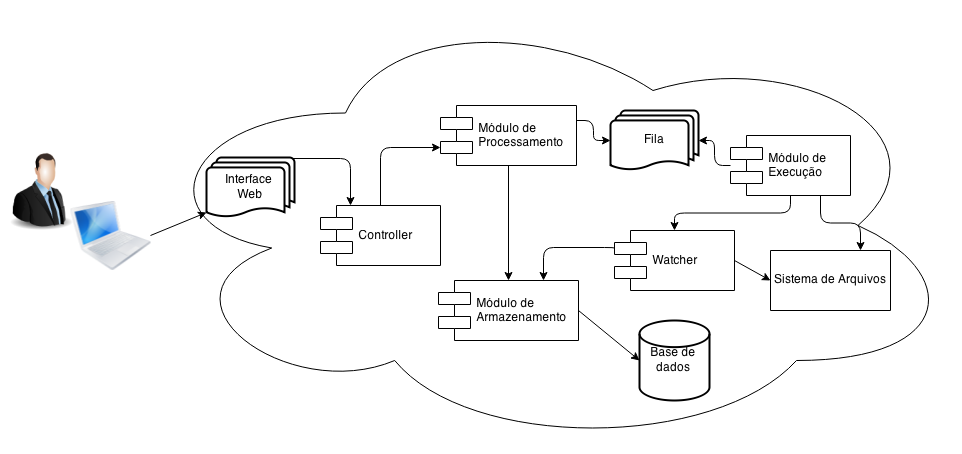 Interface
Web
Controller
Módulo de
Processamento
Fila
Módulo de
Execução
Watcher
Sistema de Arquivos
Módulo de
Armazenamento
Base de
dados